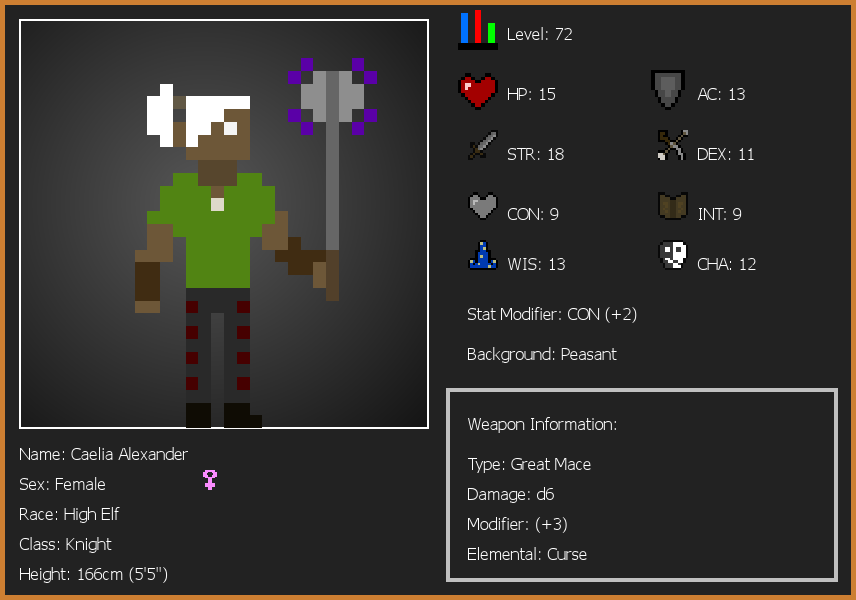 Level: 72
HP: 15
AC: 13
STR: 18
DEX: 11
CON: 9
INT: 9
WIS: 13
CHA: 12
Stat Modifier: CON (+2)
Background: Peasant
Weapon Information:
Type: Great Mace
Damage: d6
Modifier: (+3)
Elemental: Curse
Name: Caelia Alexander
Sex: Female
Race: High Elf
Class: Knight
Height: 166cm (5'5")